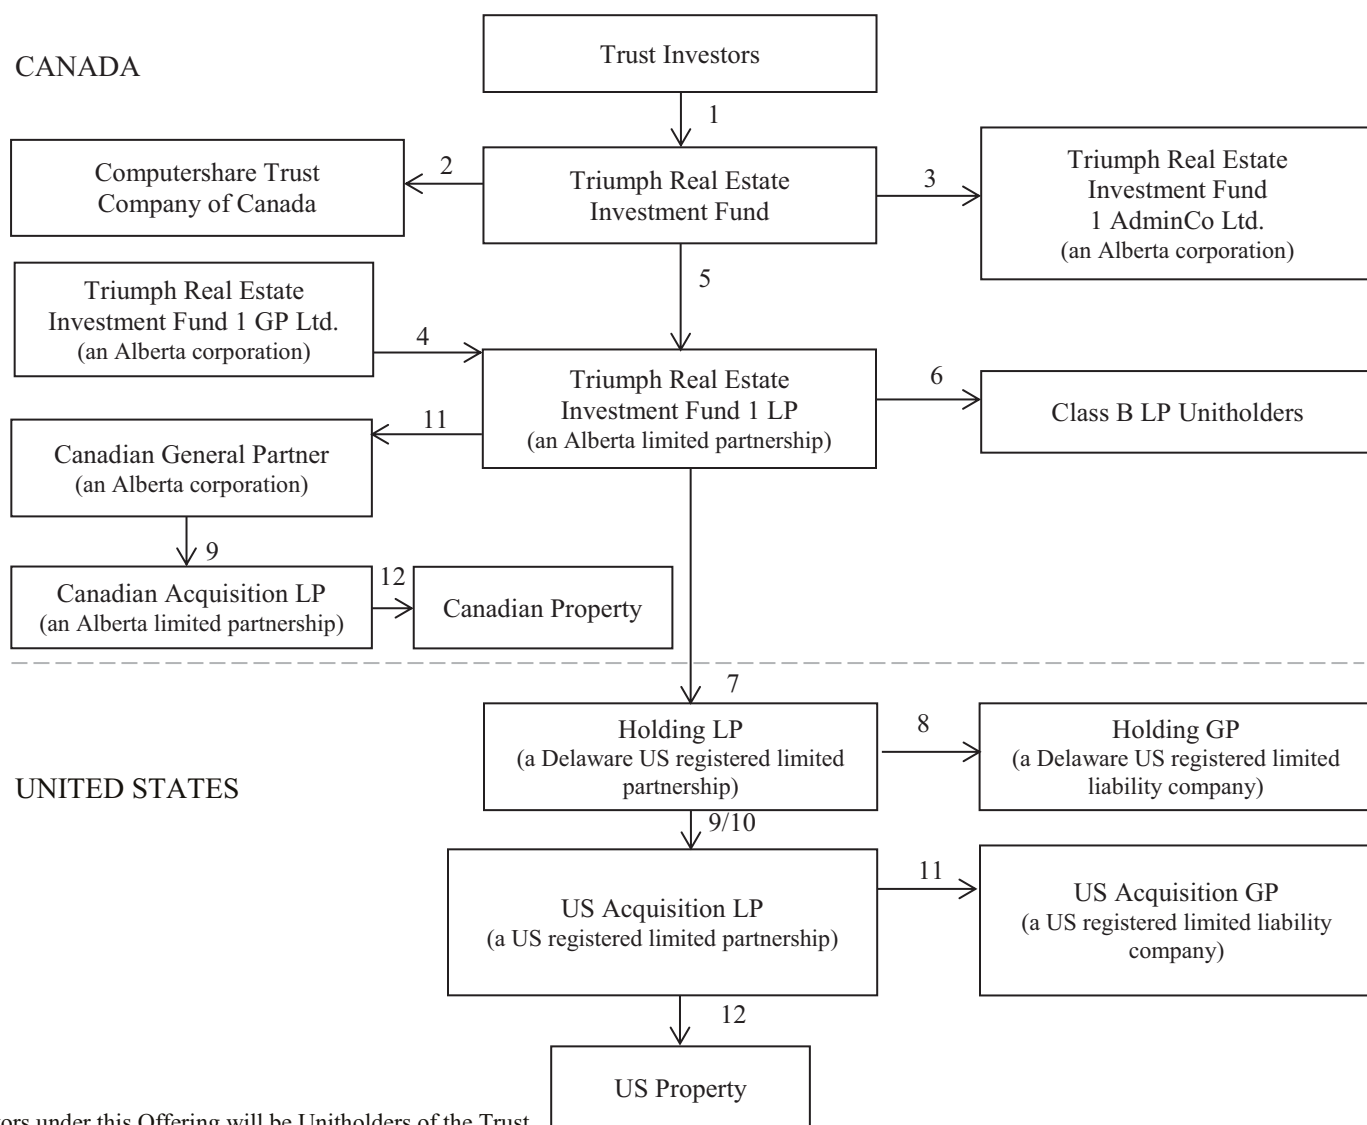 Trust Investors
CANADA
1
Computershare Trust
Company of Canada
2
Triumph Real Estate
Investment Fund
3
Triumph Real Estate
Investment Fund
1 AdminCo Ltd.
(an Alberta corporation)
Triumph Real Estate
Investment Fund 1 GP Ltd.
(an Alberta corporation)
4
5
Triumph Real Estate
Investment Fund 1 LP
(an Alberta limited partnership)
6
Class B LP Unitholders
11
Canadian General Partner
(an Alberta corporation)
9
Canadian Acquisition LP
(an Alberta limited partnership)
12
Canadian Property
7
Holding LP
(a Delaware US registered limited
partnership)
8
Holding GP
(a Delaware US registered limited
liability company)
UNITED STATES
9/10
US Acquisition LP
(a US registered limited partnership)
11
US Acquisition GP
(a US registered limited liability
company)
12
US Property
under this Offering will be Unitholders of the Trust